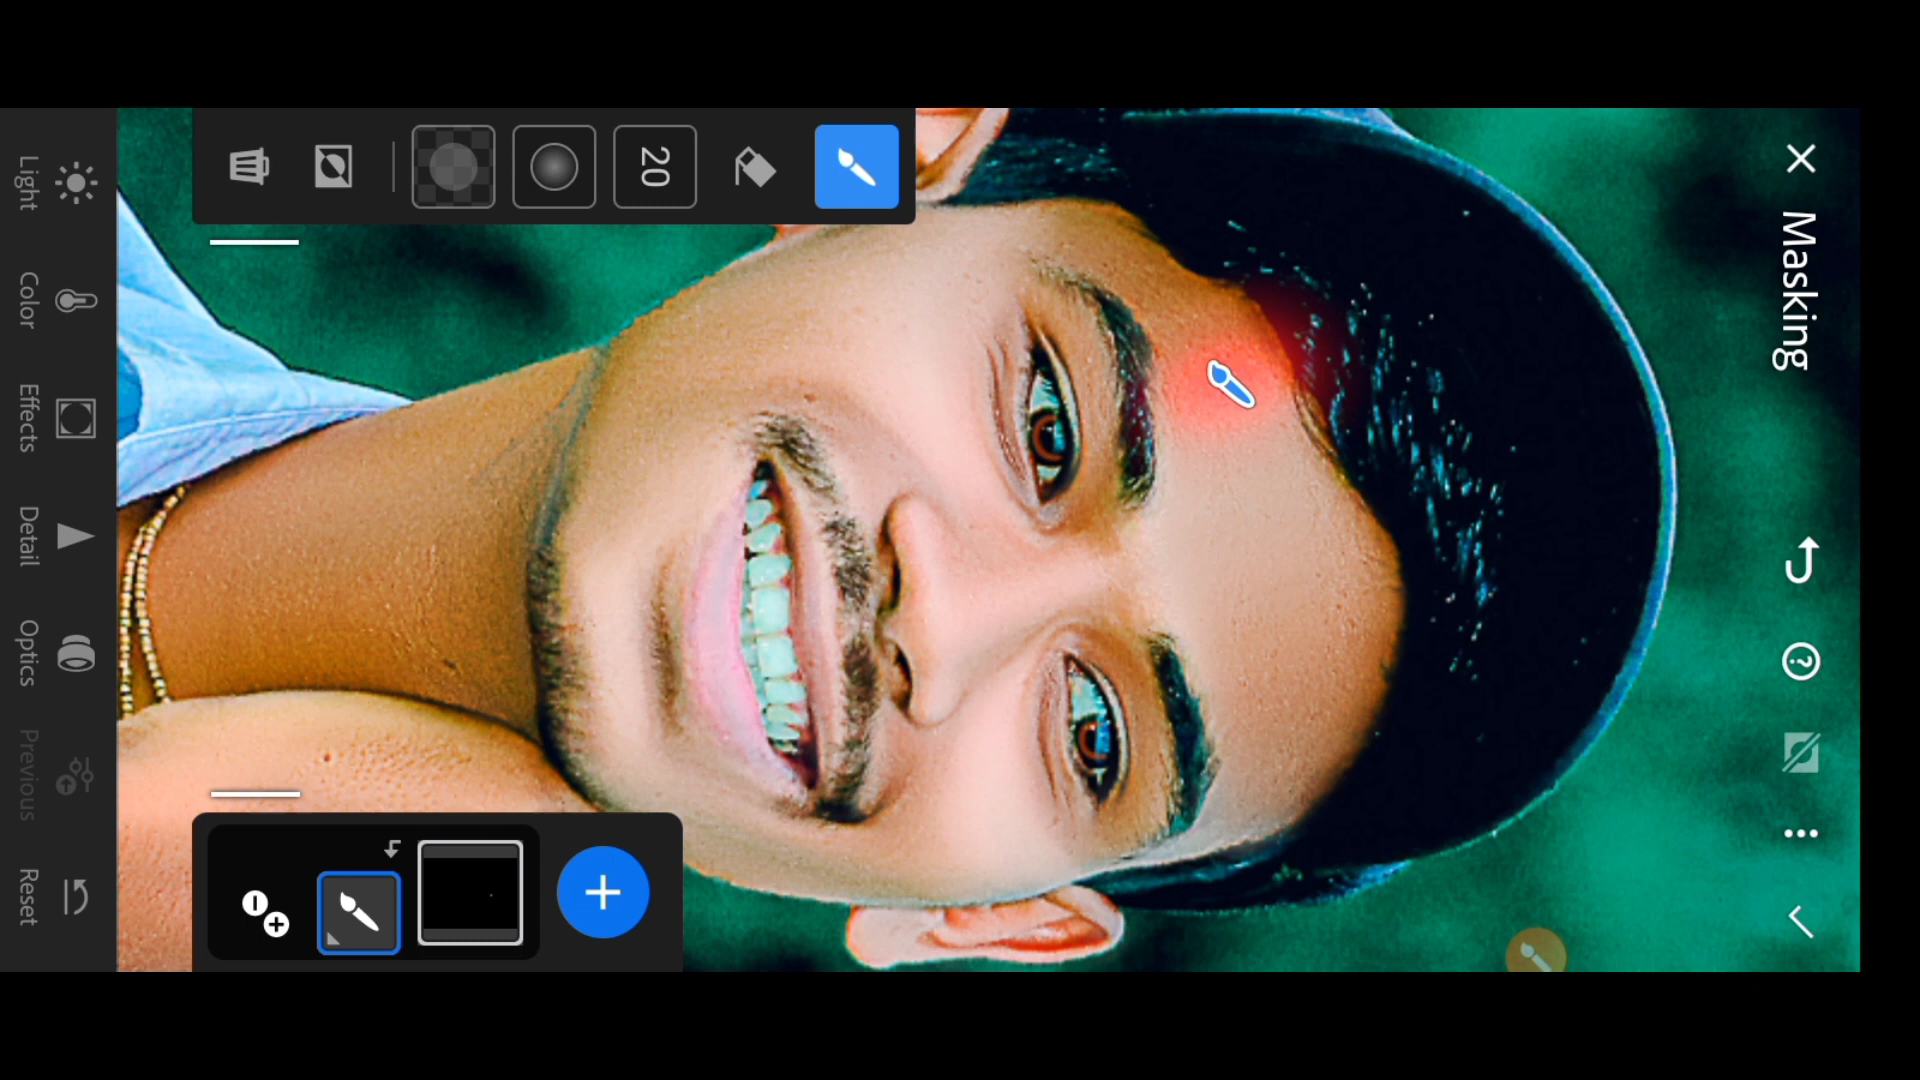 Masking
20
Light
Color
Effects
Detail
Optics
Previous
Reset